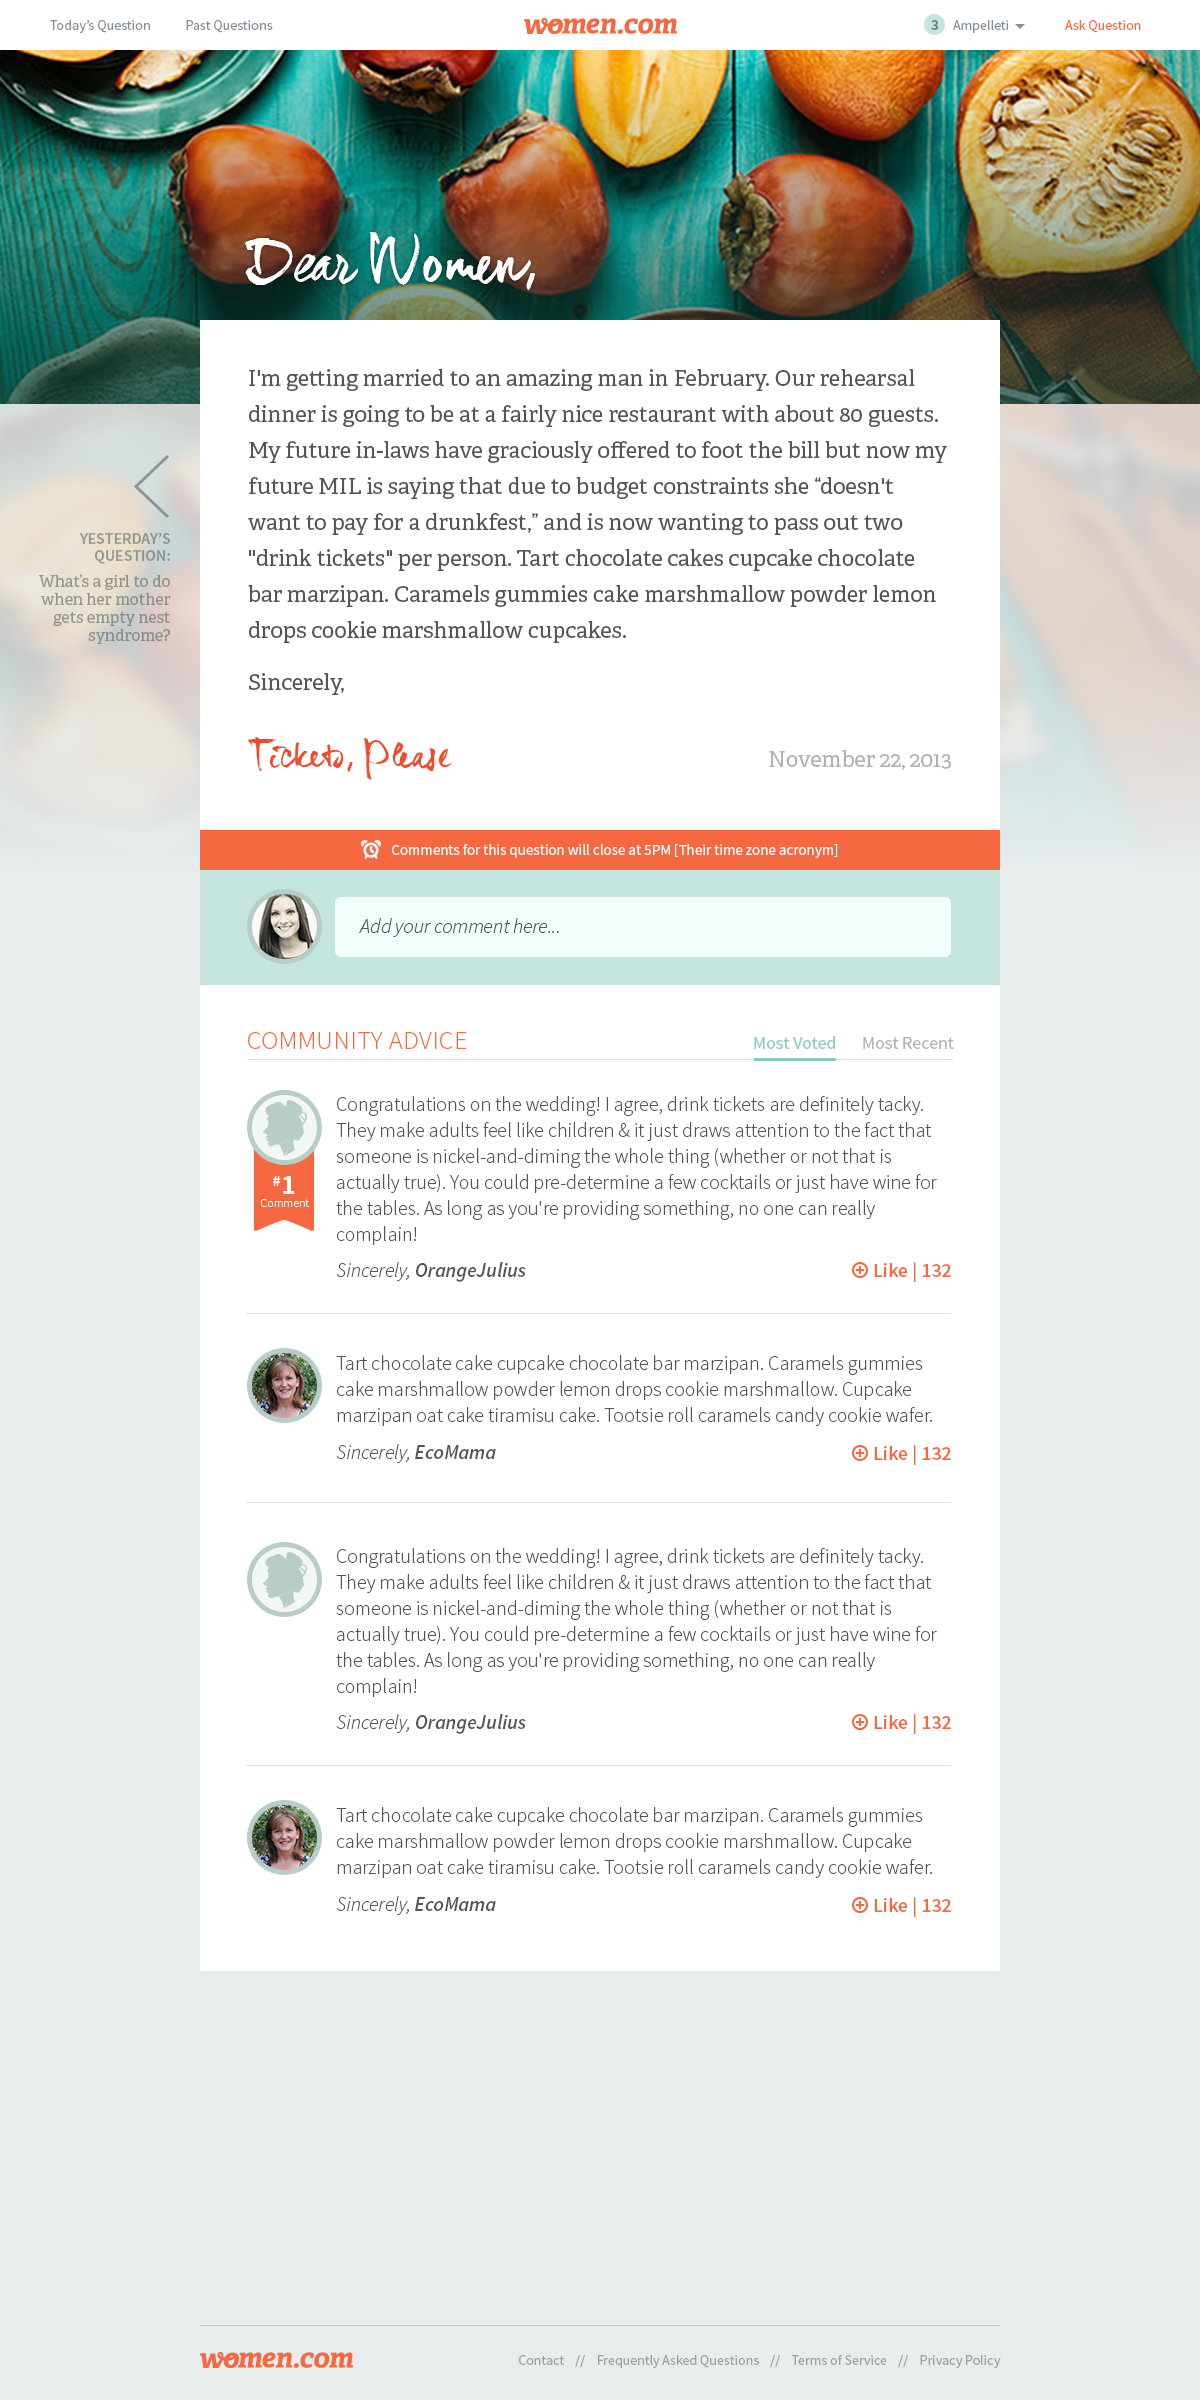 Today's Question Past Questions women.com 3 Ampelleti Ask Question
Dear Women,
I'm getting married to an amazing man in February. Our rehearsal
dinner is going to be at a fairly nice restaurant with about 80 guests.
My future in-laws have graciously offered to foot the bill but now my
future MIL is saying that due to budget constraints she “doesn't
want to pay for a drunkfest,” and is now wanting to pass out two
"drink tickets" per person. Tart chocolate cakes cupcake chocolate
bar marzipan. Caramels gummies cake marshmallow powder lemon
drops cookie marshmallow cupcakes.
Sincerely,
Tickets, Please
November 22, 2013
YESTERDAY'S
QUESTION:
What's a girl to do
when her mother
gets empty nest
syndrome?
Comments for this question will close at 5PM [Their time zone acronym]
Add your comment here...
COMMUNITY ADVICE Most Voted Most Recent
#1
Comment
Congratulations on the wedding! I agree, drink tickets are definitely tacky.
They make adults feel like children & it just draws attention to the fact that
someone is nickel-and-diming the whole thing (whether or not that is
actually true). You could pre-determine a few cocktails or just have wine for
the tables. As long as you're providing something, no one can really
complain!
Sincerely, OrangeJulius Like | 132
Tart chocolate cake cupcake chocolate bar marzipan. Caramels gummies
cake marshmallow powder lemon drops cookie marshmallow. Cupcake
marzipan oat cake tiramisu cake. Tootsie roll caramels candy cookie wafer.
Sincerely, EcoMama Like | 132
Congratulations on the wedding! I agree, drink tickets are definitely tacky.
They make adults feel like children & it just draws attention to the fact that
someone is nickel-and-diming the whole thing (whether or not that is
actually true). You could pre-determine a few cocktails or just have wine for
the tables. As long as you're providing something, no one can really
complain!
Sincerely, OrangeJulius Like | 132
Tart chocolate cake cupcake chocolate bar marzipan. Caramels gummies
cake marshmallow powder lemon drops cookie marshmallow. Cupcake
marzipan oat cake tiramisu cake. Tootsie roll caramels candy cookie wafer.
Sincerely, EcoMama Like | 132
women.com Contact // Frequently Asked Questions // Terms of Service // Privacy Policy